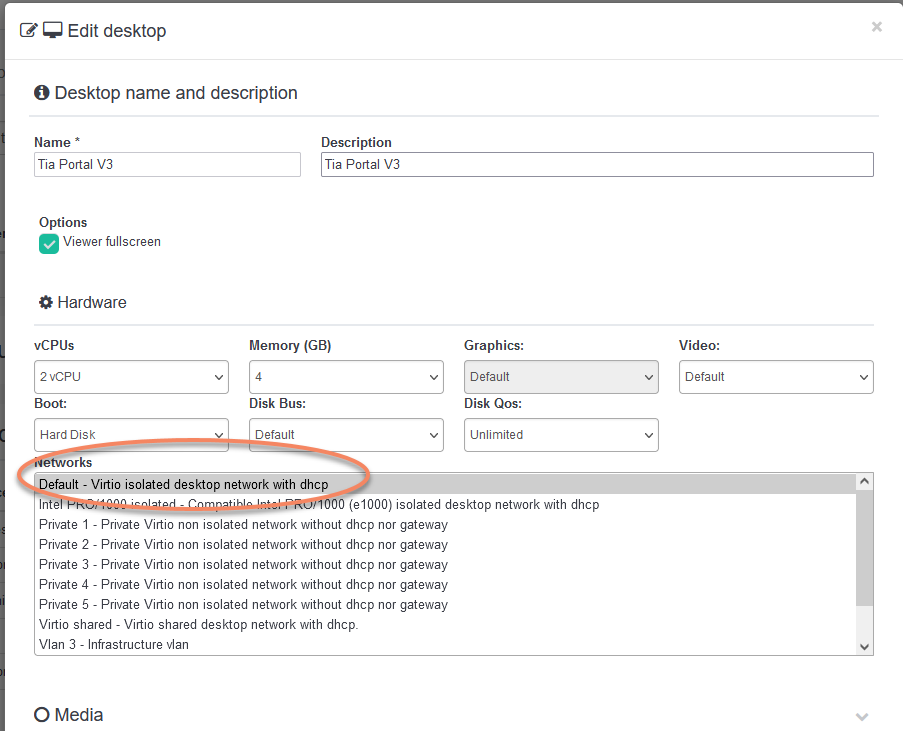 Edit desktop
×
Desktop name and description
Name *
Description
Tia Portal V3
Tia Portal V3
Options
Viewer fullscreen
Hardware
vCPUs
Memory (GB)
Graphics:
Video:
2 vCPU
4
Default
Default
Boot:
Disk Bus:
Disk Qos:
Hard Disk
Default
Unlimited
Networks
Default - Virtio isolated desktop network with dhcp
Intel PRO/1000 isolated - Compatible Intel PRO/1000 (e1000) isolated desktop network with dhcp
Private 1 - Private Virtio non isolated network without dhcp nor gateway
Private 2 - Private Virtio non isolated network without dhcp nor gateway
Private 3 - Private Virtio non isolated network without dhcp nor gateway
Private 4 - Private Virtio non isolated network without dhcp nor gateway
Private 5 - Private Virtio non isolated network without dhcp nor gateway
Virtio shared - Virtio shared desktop network with dhcp.
Vlan 3 - Infrastructure vlan
Media